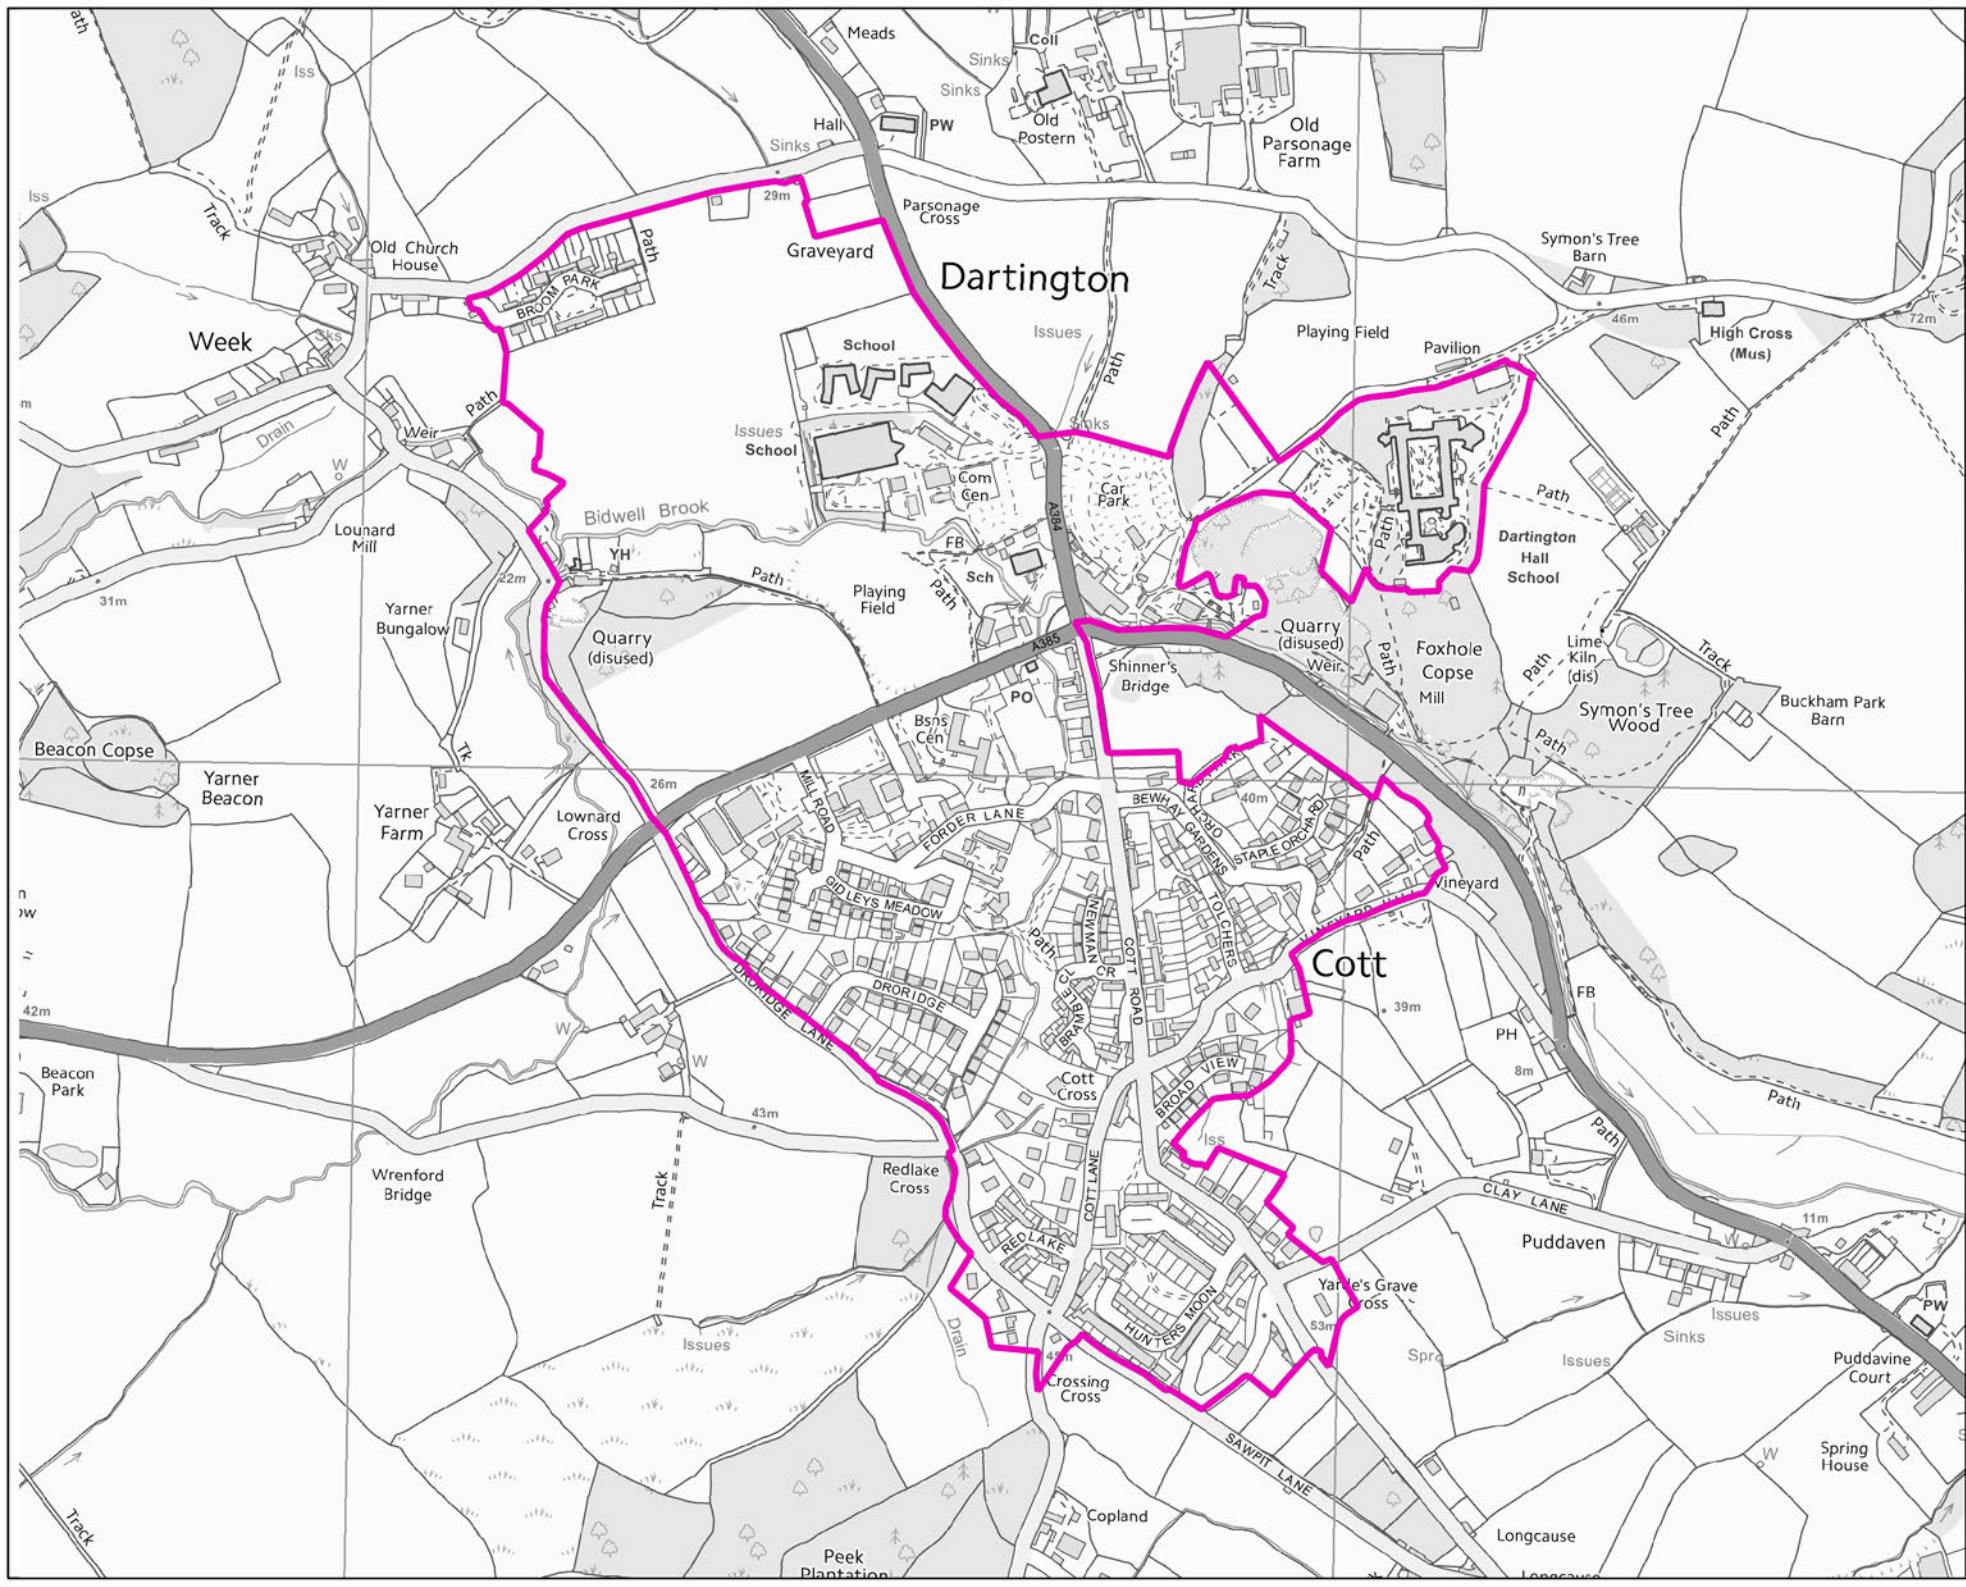 Meads
Coll
Sinks
Sinks
Iss
Hall
PW
Old
Postern
Old
Parsonage
Farm
Sinks
Iss
29m
Track
Parsonage
Cross
Old Church
House
Path
Graveyard
Dartington
Track
Symon's Tree
Barn
BROOM PARK
Week
Sks
Issues
School
Path
Playing Field
Pavilion
46m
High Cross
(Mus)
72m
Path
Path
Drain
Weir
W
Issues
School
Sinks
Com
Cen
Car
Park
A384
Path
Path
Lounard
Mill
Bidwell Brook
FB
YH
Sch
Dartington
Hall
School
22m
31m
Path
Path
Playing
Field
Yarner
Bungalow
Quarry
(disused)
A385
Shinner's
Bridge
Quarry
(disused)
Weir
Path
Foxhole
Copse
Mill
Lime
Kiln
(dis)
Path
Track
PO
Symon's Tree
Wood
Buckham Park
Barn
Path
Beacon Copse
Tk
Bsns
Cen
Yarner
Beacon
26m
MILL ROAD
ORCHARD PARK
40m
BEWHAY GARDENS
STAPLE ORCHARD
Path
Yarner
Farm
Lownard
Cross
FORDER LANE
GIDLEYS MEADOW
Vineyard
NEWMAN
CR
TOLCHERS
VINEYARD HILL
Path
Cott
COTT ROAD
DRORIDGE LANE
DRORIDGE
BRAMBLE CL
39m
FB
42m
W
W
PH
8m
Beacon
Park
Cott
Cross
BROAD VIEW
43m
Path
Path
Iss
Wrenford
Bridge
Track
Redlake
Cross
COTT LANE
CLAY LANE
11m
REDLAKE
Puddaven
W
Yarde's Grave
Cross
53m
HUNTERS MOON
Issues
Sinks
Issues
PW
Issues
Drain
Crossing
Cross
Puddavine
Court
SAWPIT LANE
W
Spring
House
Track
Copland
Longcause
Peek
Plantation
Longcause